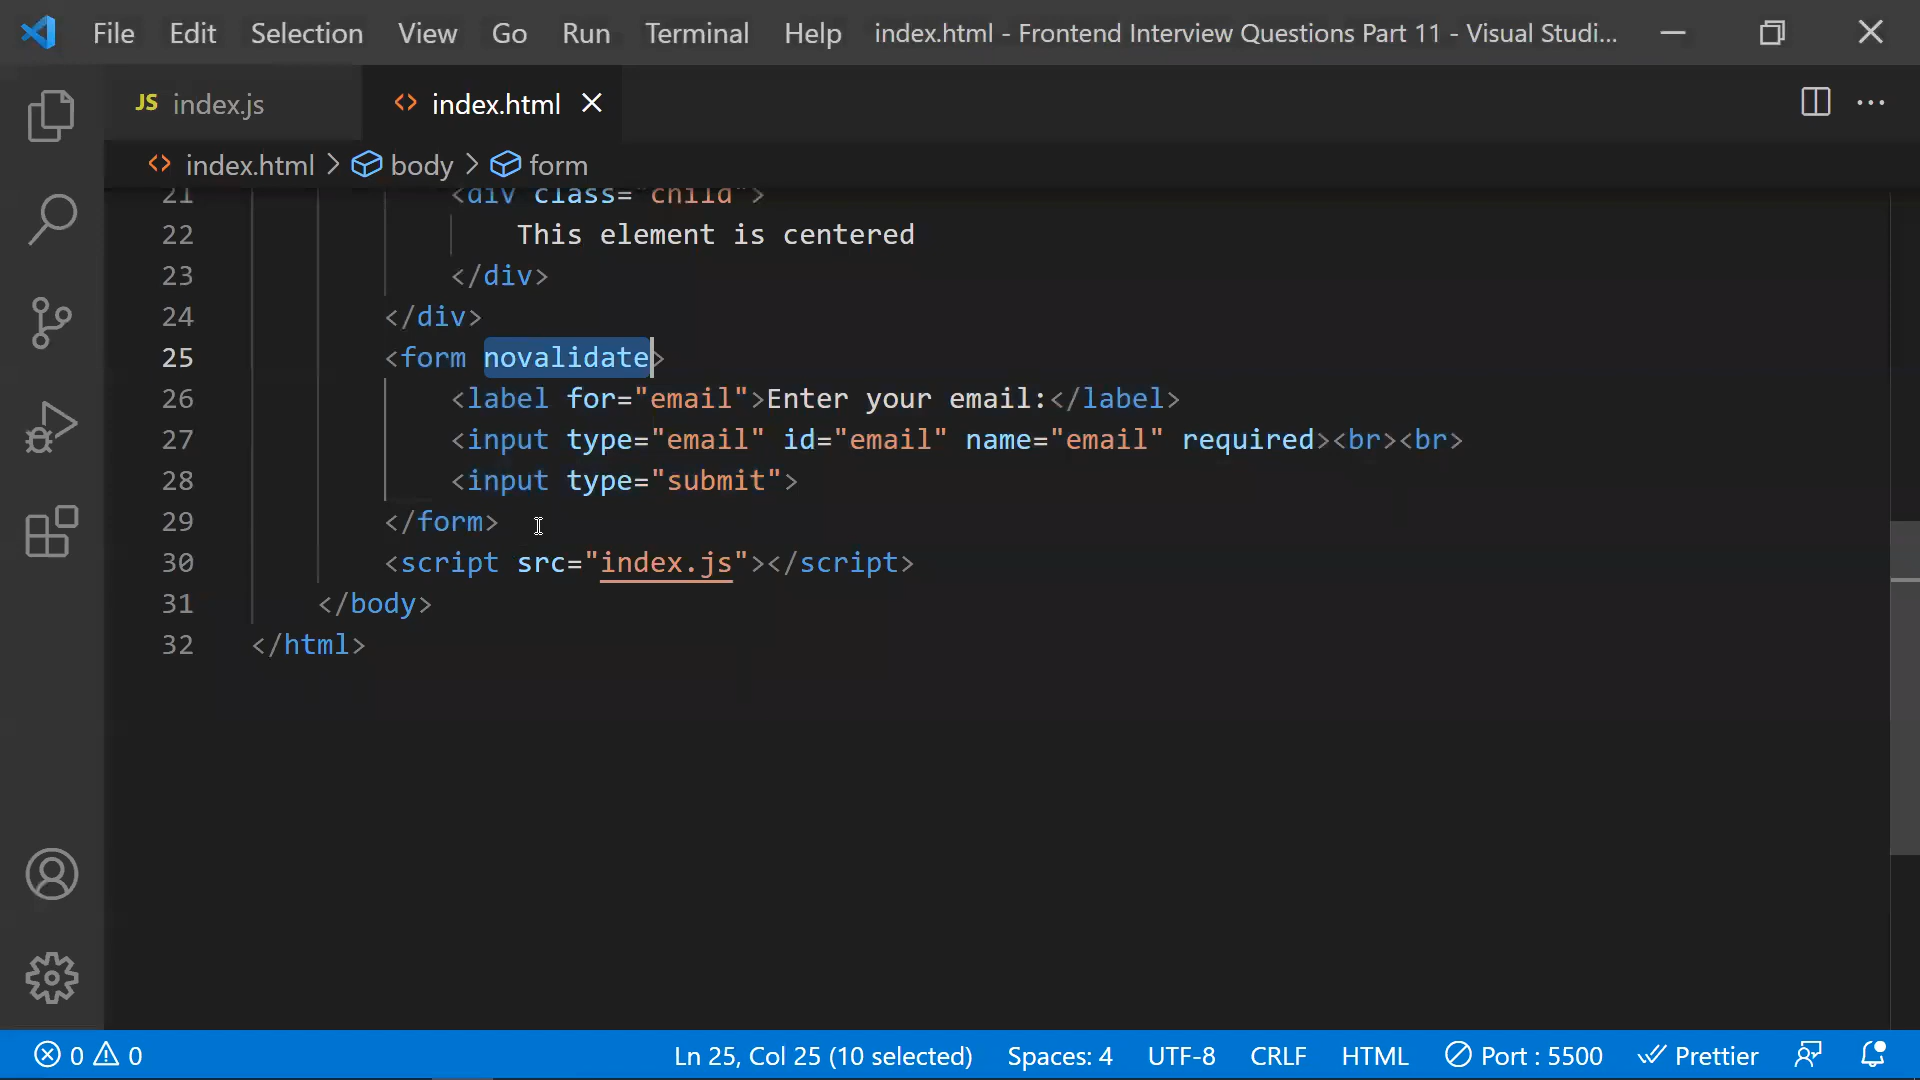 File Edit Selection View Go Run Terminal Help index.html - Frontend Interview Questions Part 11 - Visual Studi...
JS index.js <> index.html
<> index.html > body > form
21 <div class="child">
22 This element is centered
23 </div>
24 </div>
25 <form novalidate>
26 <label for="email">Enter your email:</label>
27 <input type="email" id="email" name="email" required><br><br>
28 <input type="submit">
29 </form>
30 <script src="index.js"></script>
31 </body>
32 </html>
0 0 Ln 25, Col 25 (10 selected) Spaces: 4 UTF-8 CRLF HTML Port : 5500 Prettier